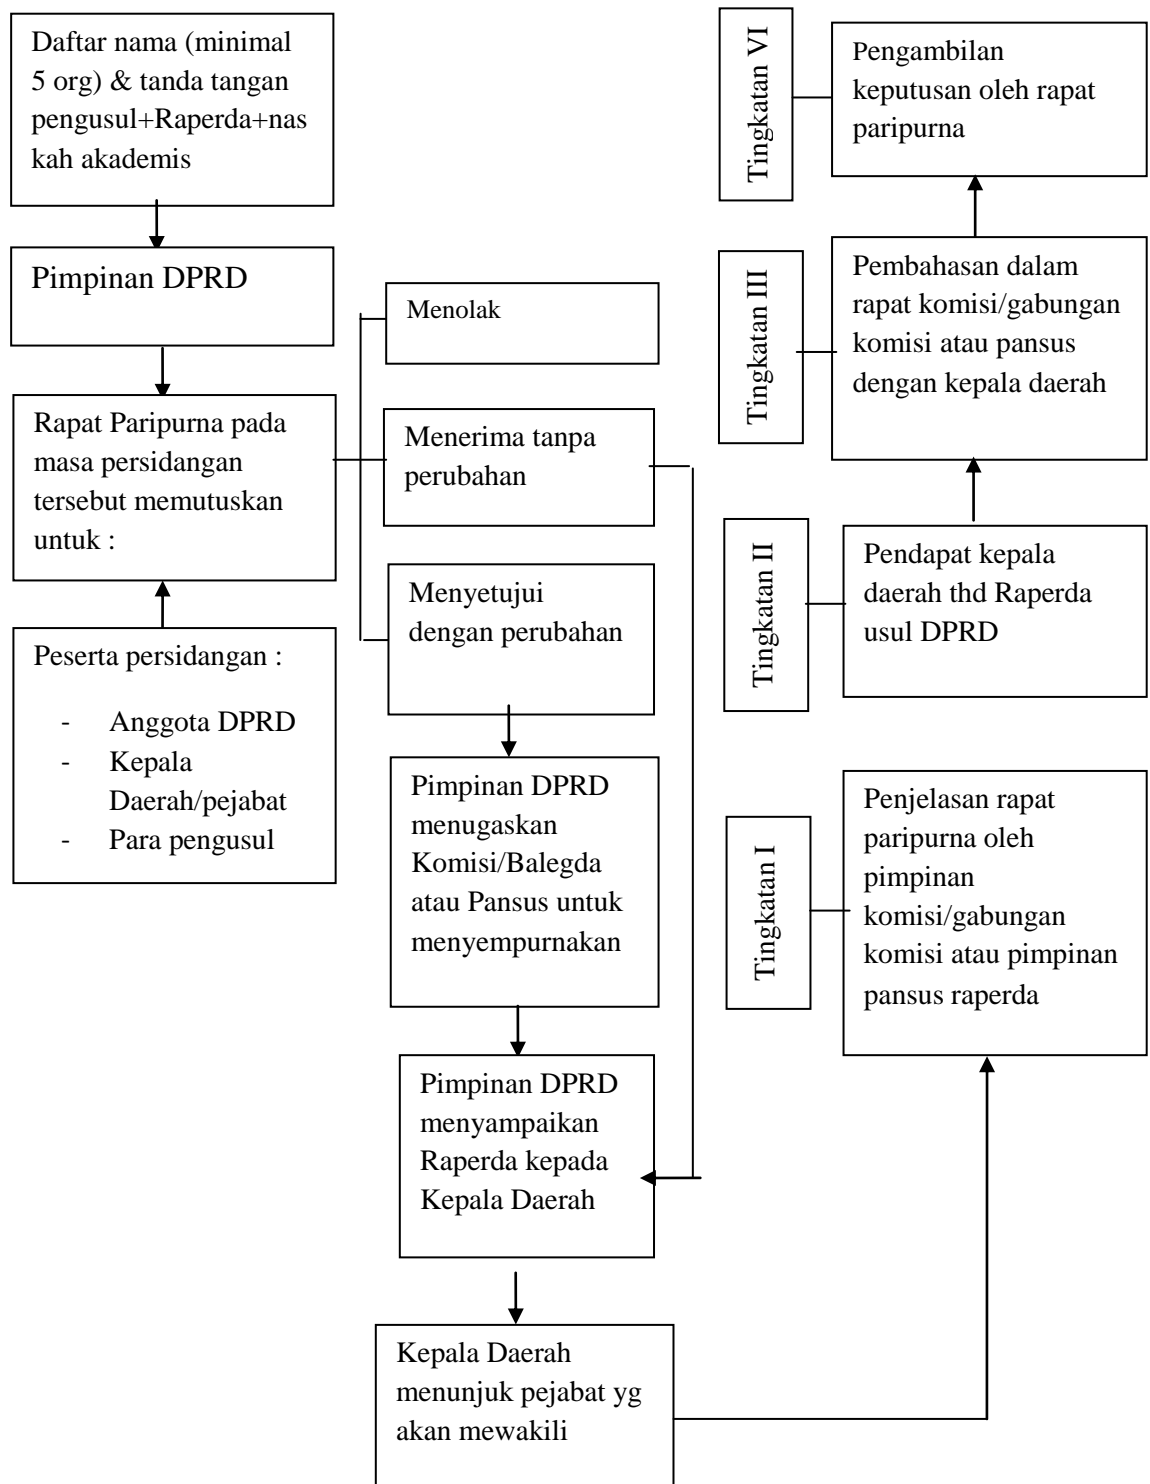 Daftar nama (minimal
5 org) & tanda tangan
pengusul+Raperda+nas
kah akademis
Pimpinan DPRD
Rapat Paripurna pada
masa persidangan
tersebut memutuskan
untuk :
Peserta persidangan :
- Anggota DPRD
- Kepala
Daerah/pejabat
- Para pengusul
Menolak
Menerima tanpa
perubahan
Menyetujui
dengan perubahan
Pimpinan DPRD
menugaskan
Komisi/Balegda
atau Pansus untuk
menyempurnakan
Pimpinan DPRD
menyampaikan
Raperda kepada
Kepala Daerah
Kepala Daerah
menunjuk pejabat yg
akan mewakili
Tingkatan I
Penjelasan rapat
paripurna oleh
pimpinan
komisi/gabungan
komisi atau pimpinan
pansus raperda
Tingkatan II
Pendapat kepala
daerah thd Raperda
usul DPRD
Tingkatan III
Pembahasan dalam
rapat komisi/gabungan
komisi atau pansus
dengan kepala daerah
Tingkatan VI
Pengambilan
keputusan oleh rapat
paripurna